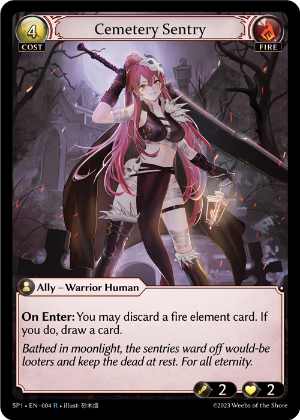 4
Cemetery Sentry
COST
FIRE
Ally – Warrior Human
On Enter: You may discard a fire element card. If
you do, draw a card.
Bathed in moonlight, the sentries ward off would-be
looters and keep the dead at rest. For all eternity.
2 – 2
SP1 • EN–004 R • illust:
©2023 Weebs of the Shore